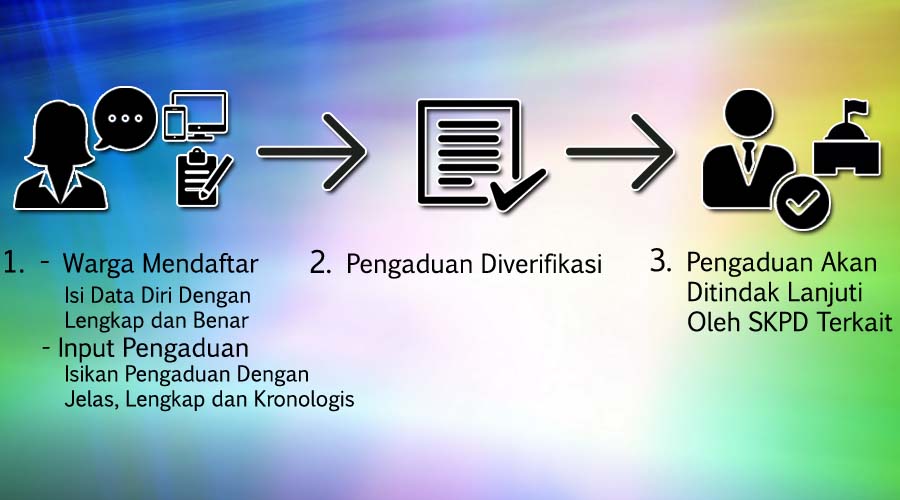 1. - Warga Mendaftar
Isi Data Diri Dengan
Lengkap dan Benar
- Input Pengaduan
Isikan Pengaduan Dengan
Jelas, Lengkap dan Kronologis
2. Pengaduan Diverifikasi
3. Pengaduan Akan
Ditindak Lanjuti
Oleh SKPD Terkait